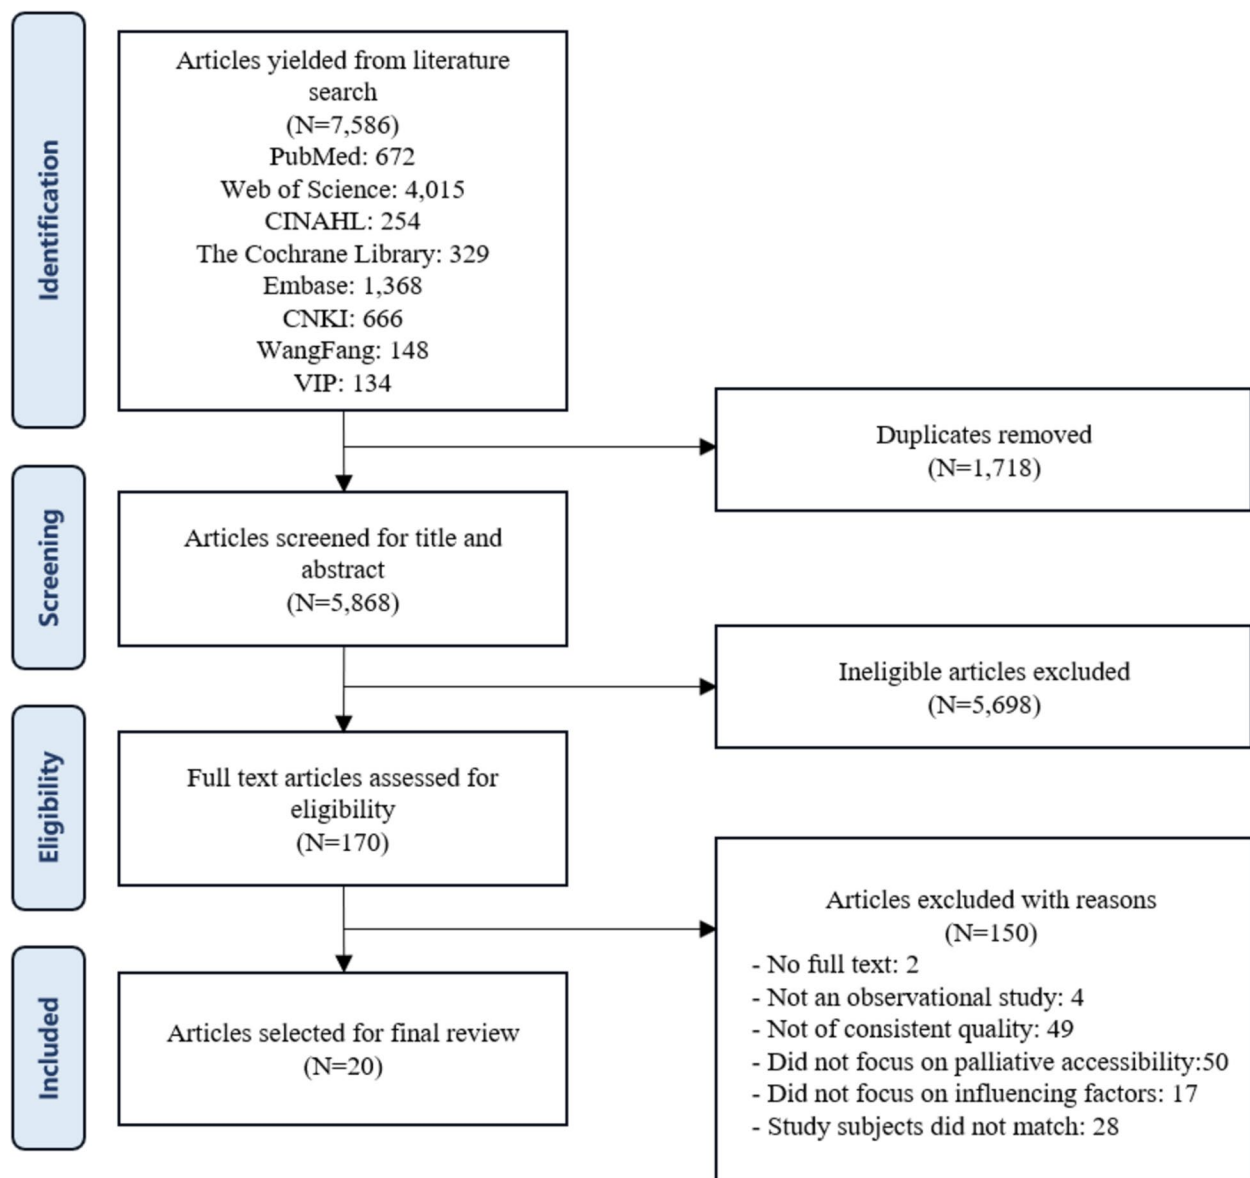 Identification
Articles yielded from literature
search
(N=7,586)
PubMed: 672
Web of Science: 4,015
CINAHL: 254
The Cochrane Library: 329
Embase: 1,368
CNKI: 666
WangFang: 148
VIP: 134
Duplicates removed
(N=1,718)
Screening
Articles screened for title and
abstract
(N=5,868)
Ineligible articles excluded
(N=5,698)
Eligibility
Full text articles assessed for
eligibility
(N=170)
Articles excluded with reasons
(N=150)
- No full text: 2
- Not an observational study: 4
- Not of consistent quality: 49
- Did not focus on palliative accessibility:50
- Did not focus on influencing factors: 17
- Study subjects did not match: 28
Included
Articles selected for final review
(N=20)